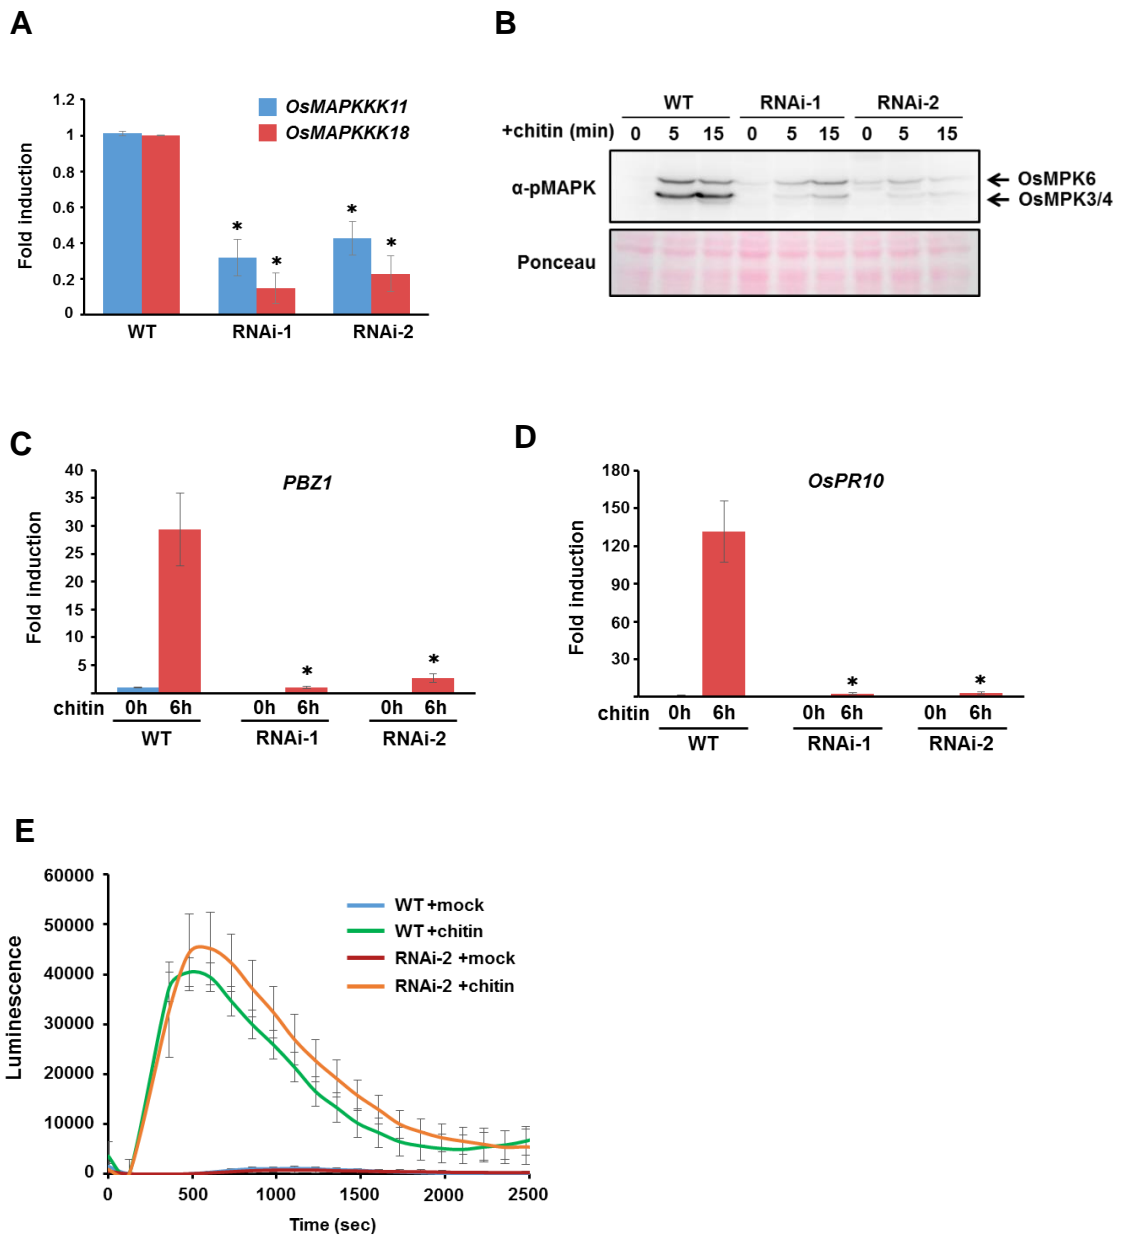 A
1.2
1
0.8
0.6
0.4
0.2
0
Fold induction
OsMAPKKK11
OsMAPKKK18
*
*
*
*
WT
RNAi-1
RNAi-2
B
WT RNAi-1 RNAi-2
+chitin (min) 0 5 15 0 5 15 0 5 15
α-pMAPK
OsMPK6
OsMPK3/4
Ponceau
C
PBZ1
40
35
30
25
20
15
10
5
Fold induction
*
*
chitin 0h 6h 0h 6h 0h 6h
WT RNAi-1 RNAi-2
D
OsPR10
180
150
120
90
60
30
Fold induction
*
*
chitin 0h 6h 0h 6h 0h 6h
WT RNAi-1 RNAi-2
E
60000
50000
40000
30000
20000
10000
0
Luminescence
WT +mock
WT +chitin
RNAi-2 +mock
RNAi-2 +chitin
0 500 1000 1500 2000 2500
Time (sec)